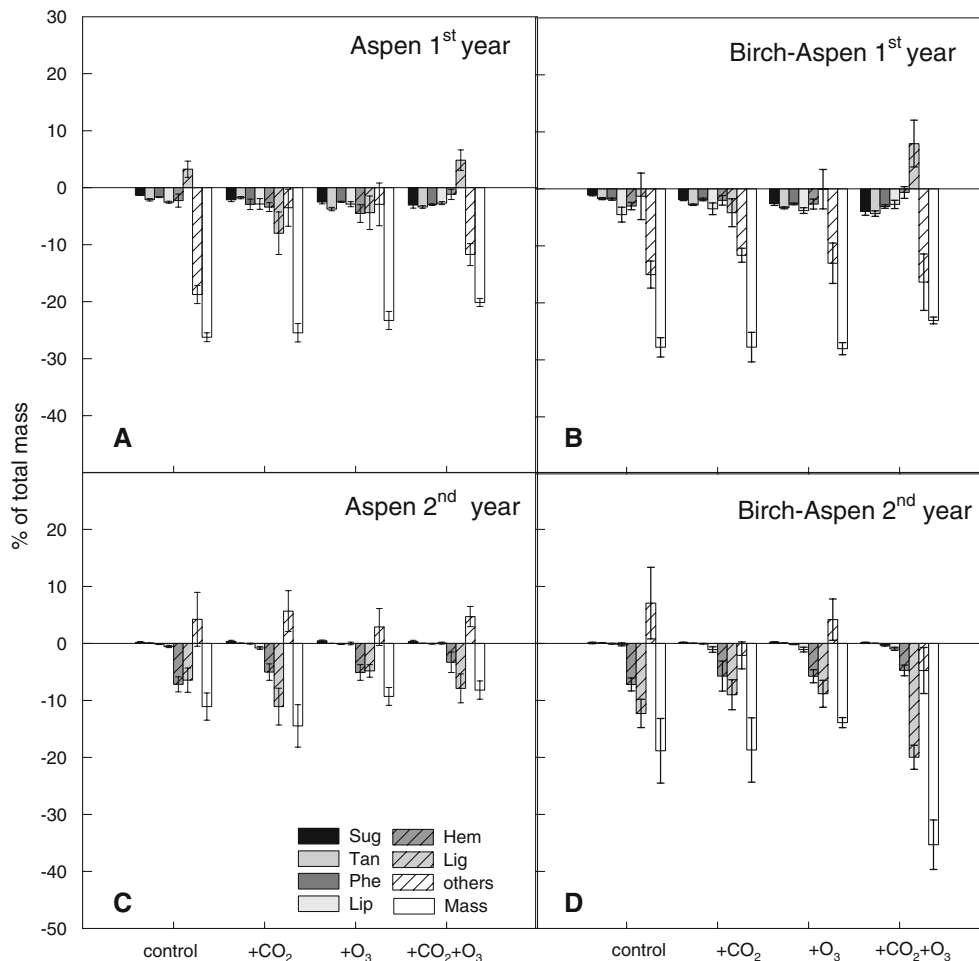 % of total mass
30
20
10
0
-10
-20
-30
-40
Aspen 1st year
A
Birch-Aspen 1st year
B
20
10
0
-10
-20
-30
-40
-50
Aspen 2nd year
C
Sug
Tan
Phe
Lip
Hem
Lig
others
Mass
Birch-Aspen 2nd year
D
control +CO2 +O3 +CO2+O3
control +CO2 +O3 +CO2+O3